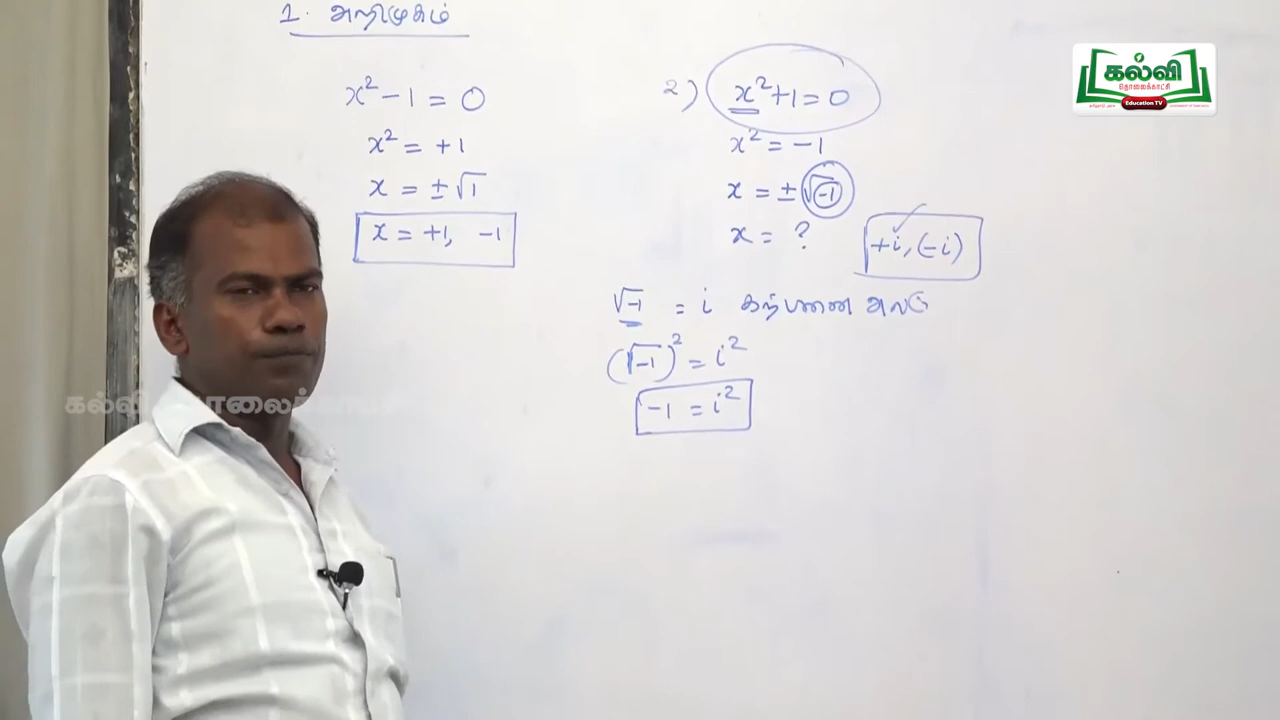 1. அறிமுகம்
x² - 1 = 0
x² = +1
x = ± √1
x = +1, -1
2) x² + 1 = 0
x² = -1
x = ± √-1
x = ?
+i, (-i)
√-1 = i கற்பனை அலகு
(√-1)² = i²
-1 = i²
கல்வி
தொலைக்காட்சி
Education TV